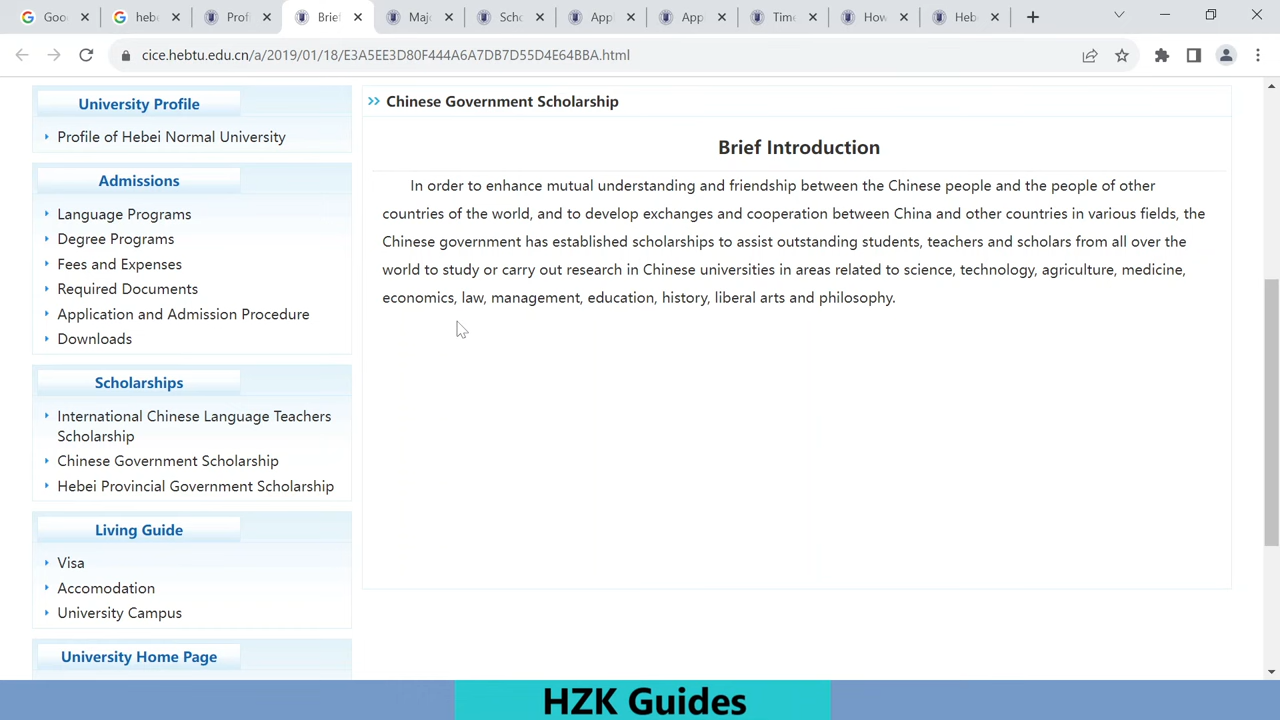 Goo
heb
Profi
Brief
Majo
Scho
App
App
Time
How
Heb
cice.hebtu.edu.cn/a/2019/01/18/E3A5EE3D80F444A6A7DB7D55D4E64BBA.html
University Profile
Profile of Hebei Normal University
Admissions
Language Programs
Degree Programs
Fees and Expenses
Required Documents
Application and Admission Procedure
Downloads
Scholarships
International Chinese Language Teachers
Scholarship
Chinese Government Scholarship
Hebei Provincial Government Scholarship
Living Guide
Visa
Accomodation
University Campus
University Home Page
Chinese Government Scholarship
Brief Introduction
In order to enhance mutual understanding and friendship between the Chinese people and the people of other
countries of the world, and to develop exchanges and cooperation between China and other countries in various fields, the
Chinese government has established scholarships to assist outstanding students, teachers and scholars from all over the
world to study or carry out research in Chinese universities in areas related to science, technology, agriculture, medicine,
economics, law, management, education, history, liberal arts and philosophy.
HZK Guides